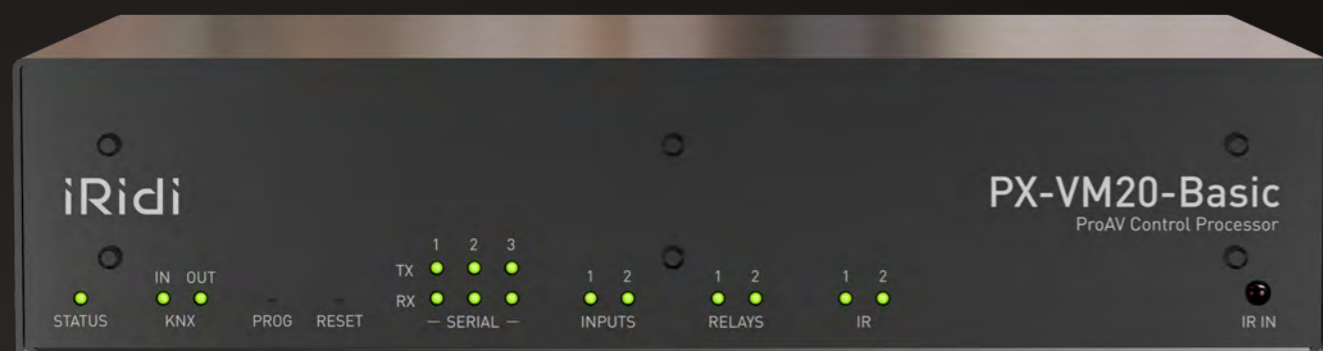 iRidi
PX-VM20-Basic
ProAV Control Processor
1 2 3
IN OUT
TX
1 2
1 2
1 2
RX
STATUS
KNX
PROG
RESET
SERIAL
INPUTS
RELAYS
IR
IR IN